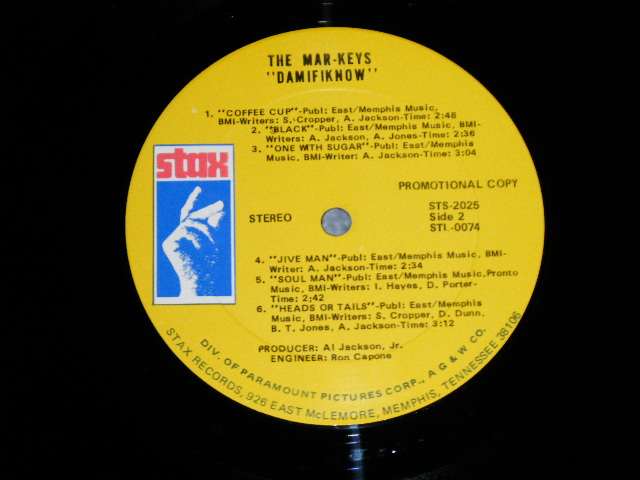 THE MAR-KEYS
"DAMIFIKNOW"
1. "COFFEE CUP"-Publ: East/Memphis Music,
BMI-Writers: S. Cropper, A. Jackson-Time: 2:46
2. "BLACK"-Publ: East/Memphis Music, BMI-
Writers: A. Jackson, A. Jones-Time: 2:36
3. "ONE WITH SUGAR"-Publ: East/Memphis
Music, BMI-Writer: A. Jackson-Time: 3:04
stax
PROMOTIONAL COPY
STEREO
STS-2025
Side 2
STL-0074
4. "JIVE MAN"-Publ: East/Memphis Music, BMI-
Writer: A. Jackson-Time: 2:34
5. "SOUL MAN"-Publ: East/Memphis Music,Pronto
Music, BMI-Writers: I. Hayes, D. Porter-
Time: 2:42
6. "HEADS OR TAILS"-Publ: East/Memphis
Music, BMI-Writers: S. Cropper, D. Dunn,
B. T. Jones, A. Jackson-Time: 3:12
PRODUCER: Al Jackson, Jr.
ENGINEER: Ron Capone
DIV. OF PARAMOUNT PICTURES CORP., A G & W CO.
STAX RECORDS, 926 EAST McLEMORE, MEMPHIS, TENNESSEE 38106